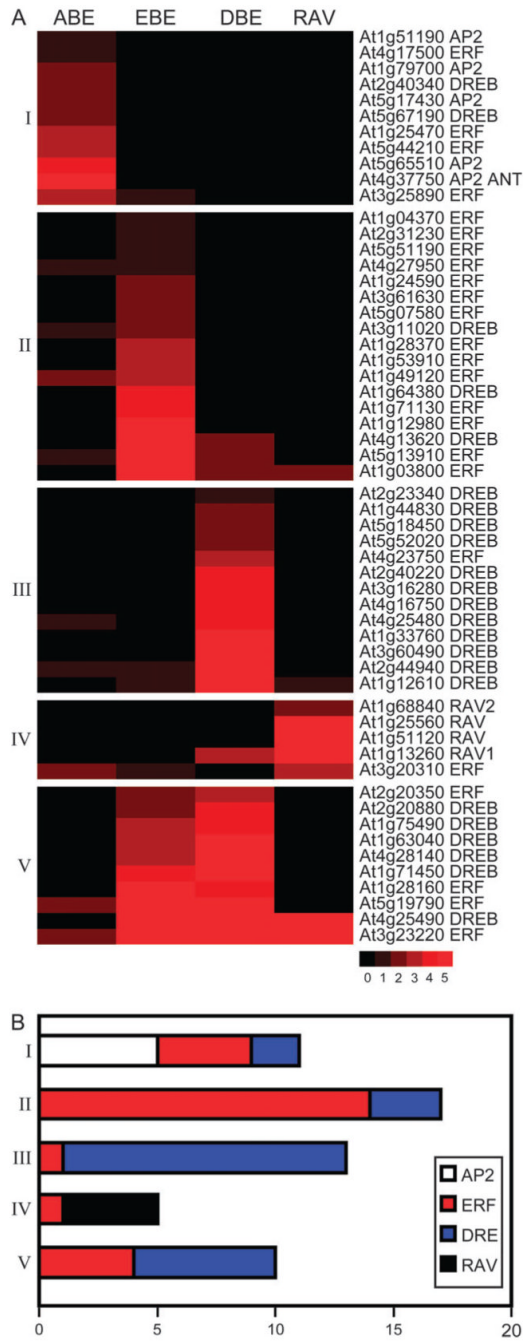 A
ABE EBE DBE RAV
I
At1g51190 AP2
At4g17500 ERF
At1g79700 AP2
At2g40340 DREB
At5g17430 AP2
At5g67190 DREB
At1g25470 ERF
At5g44210 ERF
At5g65510 AP2
At4g37750 AP2 ANT
At3g25890 ERF
II
At1g04370 ERF
At2g31230 ERF
At5g51190 ERF
At4g27950 ERF
At1g24590 ERF
At3g61630 ERF
At5g07580 ERF
At3g11020 DREB
At1g28370 ERF
At1g53910 ERF
At1g49120 ERF
At1g64380 DREB
At1g71130 ERF
At1g12980 ERF
At4g13620 DREB
At5g13910 ERF
At1g03800 ERF
III
At2g23340 DREB
At1g44830 DREB
At5g18450 DREB
At5g52020 DREB
At4g23750 ERF
At2g40220 DREB
At3g16280 DREB
At4g16750 DREB
At4g25480 DREB
At1g33760 DREB
At3g60490 DREB
At2g44940 DREB
At1g12610 DREB
IV
At1g68840 RAV2
At1g25560 RAV
At1g51120 RAV
At1g13260 RAV1
At3g20310 ERF
V
At2g20350 ERF
At2g20880 DREB
At1g75490 DREB
At1g63040 DREB
At4g28140 DREB
At1g71450 DREB
At1g28160 ERF
At5g19790 ERF
At4g25490 DREB
At3g23220 ERF
0 1 2 3 4 5
B
I
II
III
IV
V
AP2
ERF
DRE
RAV
0 5 10 15 20